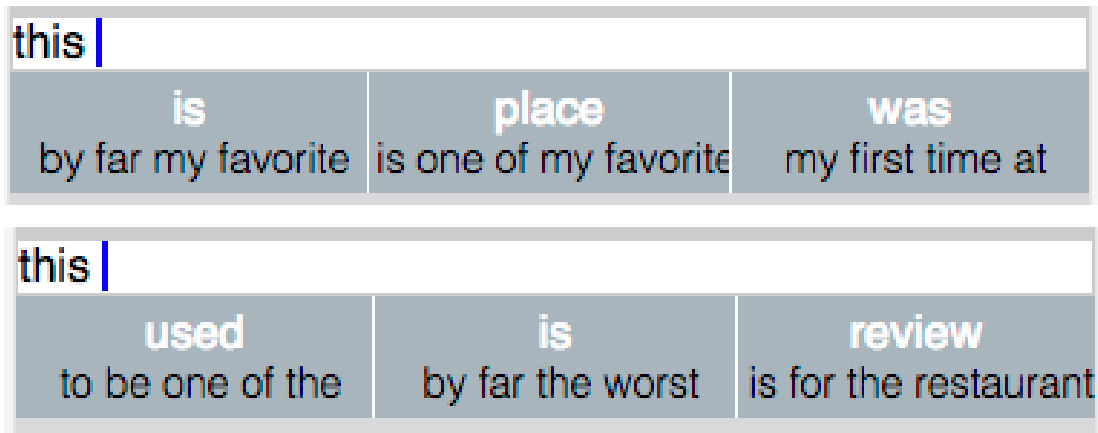 this
is place was
by far my favorite is one of my favorite my first time at
this
used is review
to be one of the by far the worst is for the restaurant